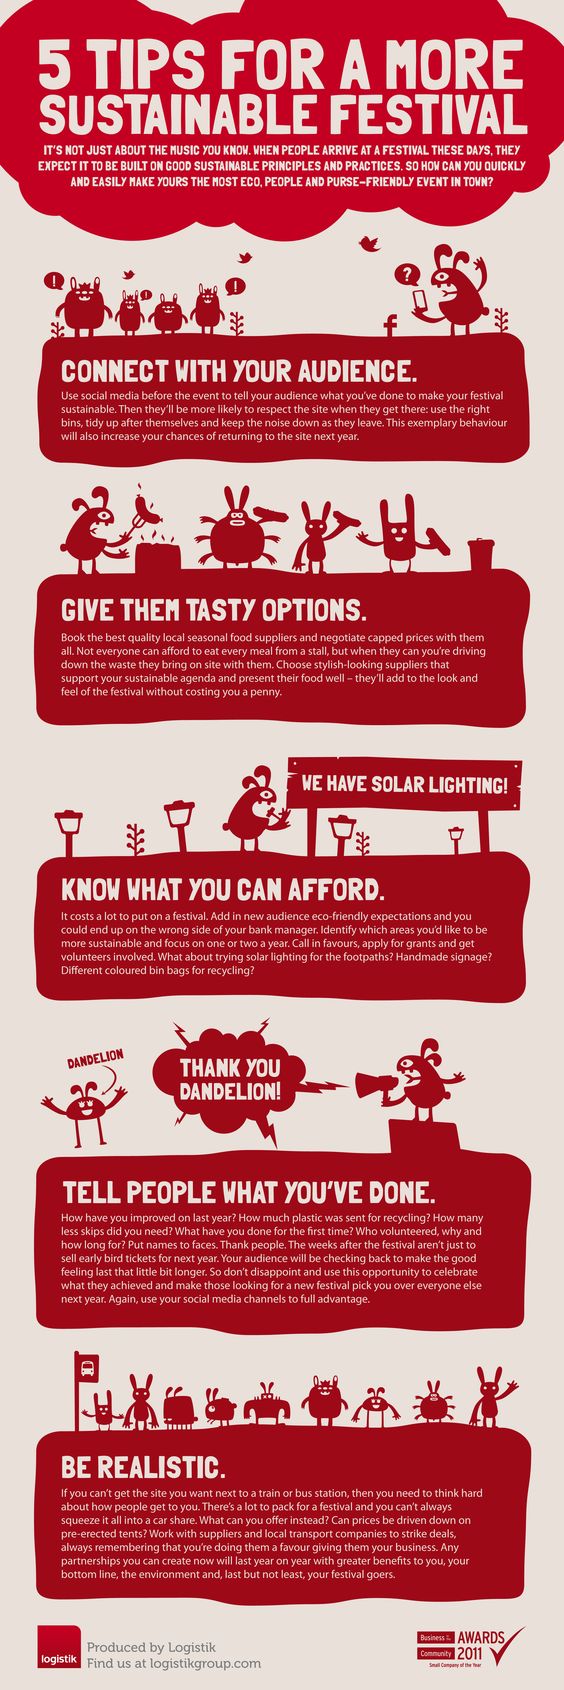 5 TIPS FOR A MORE
SUSTAINABLE FESTIVAL
IT'S NOT JUST ABOUT THE MUSIC YOU KNOW. WHEN PEOPLE ARRIVE AT A FESTIVAL THESE DAYS, THEY
EXPECT IT TO BE BUILT ON GOOD SUSTAINABLE PRINCIPLES AND PRACTICES. SO HOW CAN YOU QUICKLY
AND EASILY MAKE YOURS THE MOST ECO, PEOPLE AND PURSE-FRIENDLY EVENT IN TOWN?
!
!
!
?
f
CONNECT WITH YOUR AUDIENCE.
Use social media before the event to tell your audience what you've done to make your festival
sustainable. Then they'll be more likely to respect the site when they get there: use the right
bins, tidy up after themselves and keep the noise down as they leave. This exemplary behaviour
will also increase your chances of returning to the site next year.
GIVE THEM TASTY OPTIONS.
Book the best quality local seasonal food suppliers and negotiate capped prices with them
all. Not everyone can afford to eat every meal from a stall, but when they can you're driving
down the waste they bring on site with them. Choose stylish-looking suppliers that
support your sustainable agenda and present their food well – they'll add to the look and
feel of the festival without costing you a penny.
WE HAVE SOLAR LIGHTING!
KNOW WHAT YOU CAN AFFORD.
It costs a lot to put on a festival. Add in new audience eco-friendly expectations and you
could end up on the wrong side of your bank manager. Identify which areas you'd like to be
more sustainable and focus on one or two a year. Call in favours, apply for grants and get
volunteers involved. What about trying solar lighting for the footpaths? Handmade signage?
Different coloured bin bags for recycling?
DANDELION
THANK YOU
DANDELION!
TELL PEOPLE WHAT YOU'VE DONE.
How have you improved on last year? How much plastic was sent for recycling? How many
less skips did you need? What have you done for the first time? Who volunteered, why and
how long for? Put names to faces. Thank people. The weeks after the festival aren't just to
sell early bird tickets for next year. Your audience will be checking back to make the good
feeling last that little bit longer. So don't disappoint and use this opportunity to celebrate
what they achieved and make those looking for a new festival pick you over everyone else
next year. Again, use your social media channels to full advantage.
BE REALISTIC.
If you can't get the site you want next to a train or bus station, then you need to think hard
about how people get to you. There's a lot to pack for a festival and you can't always
squeeze it all into a car share. What can you offer instead? Can prices be driven down on
pre-erected tents? Work with suppliers and local transport companies to strike deals,
always remembering that you're doing them a favour giving them your business. Any
partnerships you can create now will last year on year with greater benefits to you, your
bottom line, the environment and, last but not least, your festival goers.
logistik
Produced by Logistik
Find us at logistikgroup.com
Business
Community
AWARDS
2011
Small Company of the Year